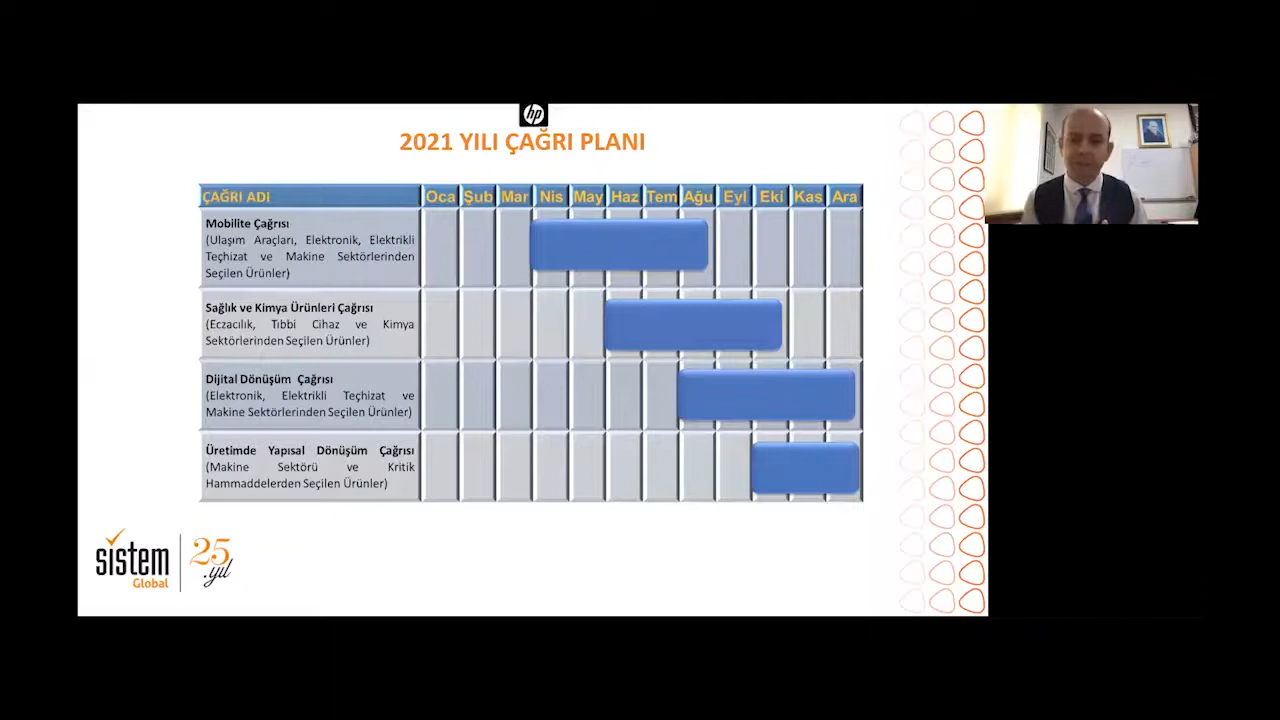 hp
2021 YILI ÇAĞRI PLANI
ÇAĞRI ADI Oca Şub Mar Nis May Haz Tem Ağu Eyl Eki Kas Ara
Mobilite Çağrısı
(Ulaşım Araçları, Elektronik, Elektrikli
Teçhizat ve Makine Sektörlerinden
Seçilen Ürünler)
Sağlık ve Kimya Ürünleri Çağrısı
(Eczacılık, Tıbbi Cihaz ve Kimya
Sektörlerinden Seçilen Ürünler)
Dijital Dönüşüm Çağrısı
(Elektronik, Elektrikli Teçhizat ve
Makine Sektörlerinden Seçilen Ürünler)
Üretimde Yapısal Dönüşüm Çağrısı
(Makine Sektörü ve Kritik
Hammaddelerden Seçilen Ürünler)
sistem
Global
25
.yıl